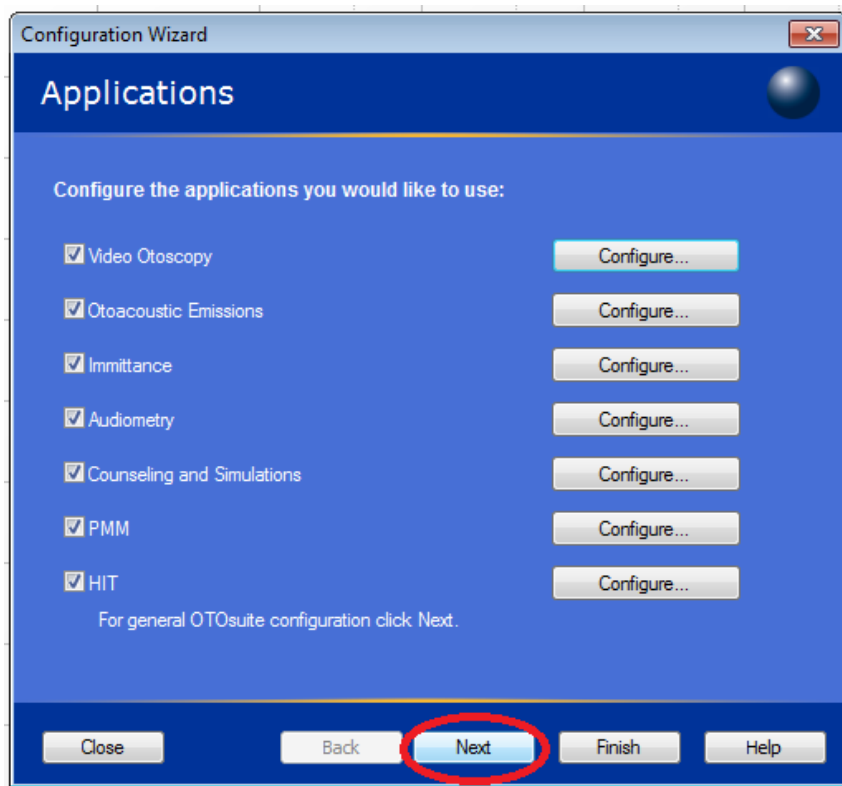 Configuration Wizard
Applications
Configure the applications you would like to use:
Video Otoscopy Configure...
Otoacoustic Emissions Configure...
Immittance Configure...
Audiometry Configure...
Counseling and Simulations Configure...
PMM Configure...
HIT Configure...
For general OTOsuite configuration click Next.
Close Back Next Finish Help